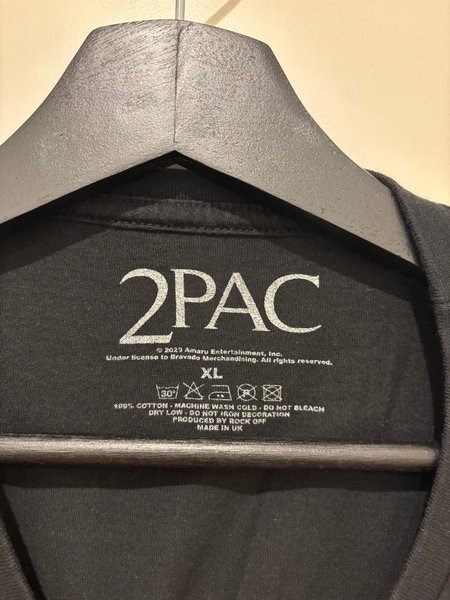 2PAC
© 2023 Amaru Entertainment, Inc.
Under license to Bravado Merchandising. All rights reserved.
XL
30°
100% COTTON - MACHINE WASH COLD - DO NOT BLEACH
DRY LOW - DO NOT IRON DECORATION
PRODUCED BY ROCK OFF
MADE IN UK